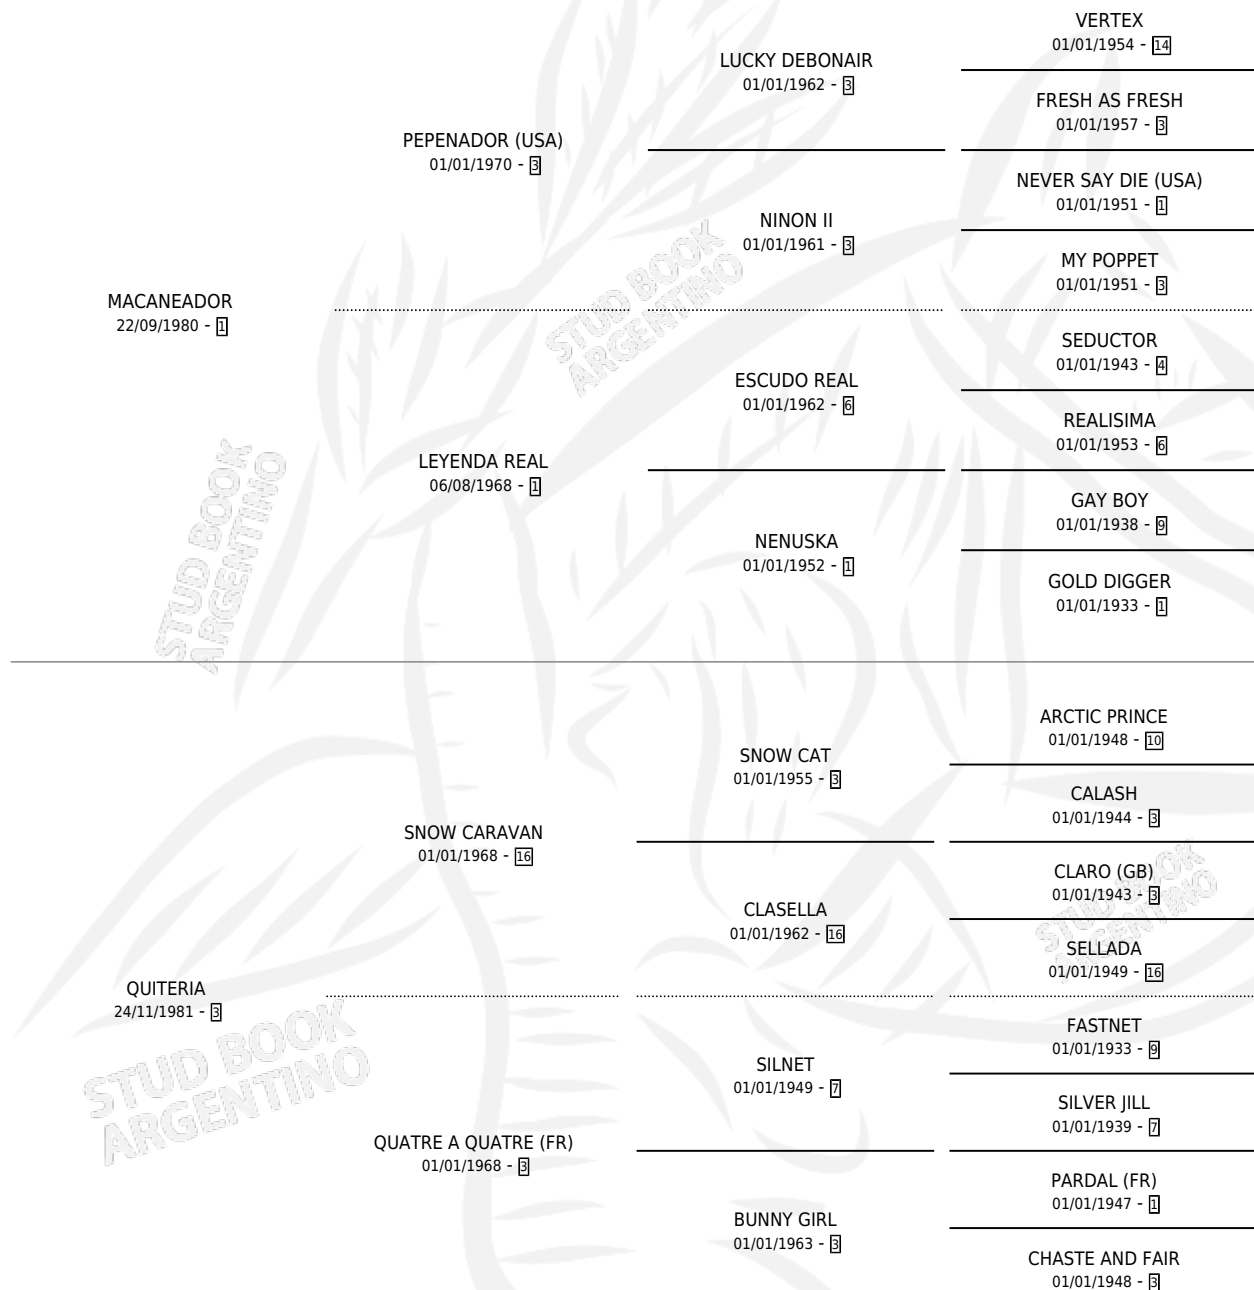 VERTEX
01/01/1954 - 14
LUCKY DEBONAIR
01/01/1962 - 3
FRESH AS FRESH
01/01/1957 - 3
PEPENADOR (USA)
01/01/1970 - 3
NEVER SAY DIE (USA)
01/01/1951 - 1
NINON II
01/01/1961 - 3
MY POPPET
01/01/1951 - 3
MACANEADOR
22/09/1980 - 1
SEDUCTOR
01/01/1943 - 4
ESCUDO REAL
01/01/1962 - 6
REALISIMA
01/01/1953 - 6
LEYENDA REAL
06/08/1968 - 1
GAY BOY
01/01/1938 - 9
NENUSKA
01/01/1952 - 1
GOLD DIGGER
01/01/1933 - 1
ARCTIC PRINCE
01/01/1948 - 10
SNOW CAT
01/01/1955 - 3
CALASH
01/01/1944 - 3
SNOW CARAVAN
01/01/1968 - 16
CLARO (GB)
01/01/1943 - 3
CLASELLA
01/01/1962 - 16
SELLADA
01/01/1949 - 16
QUITERIA
24/11/1981 - 3
FASTNET
01/01/1933 - 9
SILNET
01/01/1949 - 7
SILVER JILL
01/01/1939 - 7
QUATRE A QUATRE (FR)
01/01/1968 - 3
PARDAL (FR)
01/01/1947 - 1
BUNNY GIRL
01/01/1963 - 3
CHASTE AND FAIR
01/01/1948 - 3
STUD BOOK
ARGENTINO
STUD BOOK
ARGENTINO
STUD BOOK
ARGENTINO
STUD BOOK
ARGENTINO